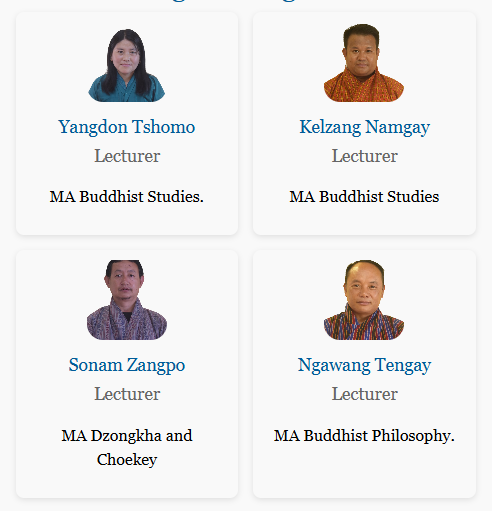 Yangdon Tshomo
Lecturer
MA Buddhist Studies.
Kelzang Namgay
Lecturer
MA Buddhist Studies
Sonam Zangpo
Lecturer
MA Dzongkha and
Choekey
Ngawang Tengay
Lecturer
MA Buddhist Philosophy.